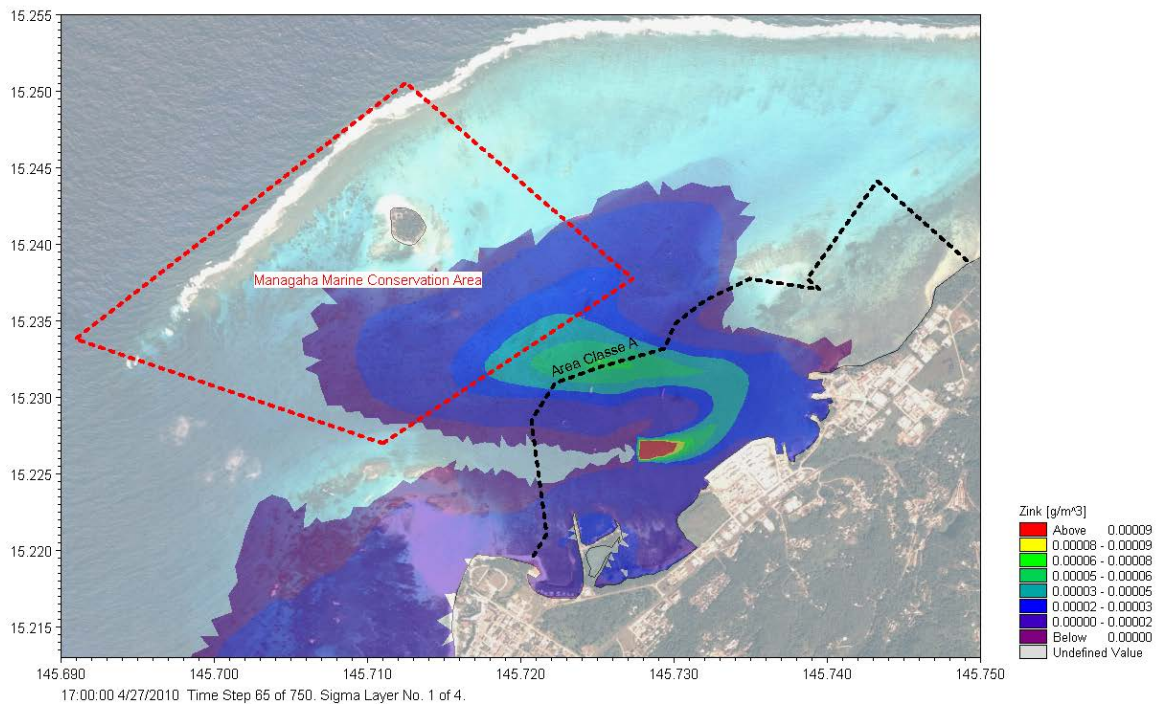 15.255
15.250
15.245
15.240
15.235
15.230
15.225
15.220
15.215
Managaha Marine Conservation Area
Area Classe A
145.690 145.700 145.710 145.720 145.730 145.740 145.750
17:00:00 4/27/2010 Time Step 65 of 750. Sigma Layer No. 1 of 4.
Zink [g/m^3]
Above 0.00009
0.00008 - 0.00009
0.00006 - 0.00008
0.00005 - 0.00006
0.00003 - 0.00005
0.00002 - 0.00003
0.00000 - 0.00002
Below 0.00000
Undefined Value